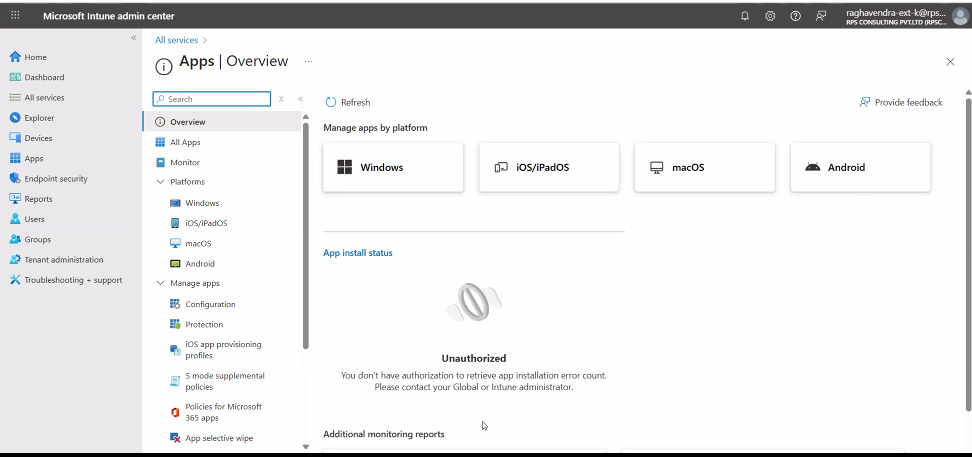 Microsoft Intune admin center
raghavendra-ext-k@rps...
RPS CONSULTING PVT.LTD (RPSC...
Home
Dashboard
All services
Explorer
Devices
Apps
Endpoint security
Reports
Users
Groups
Tenant administration
Troubleshooting + support
All services >
Apps | Overview ...
Search
Overview
All Apps
Monitor
Platforms
Windows
iOS/iPadOS
macOS
Android
Manage apps
Configuration
Protection
iOS app provisioning
profiles
S mode supplemental
policies
Policies for Microsoft
365 apps
App selective wipe
Refresh
Provide feedback
Manage apps by platform
Windows
iOS/iPadOS
macOS
Android
App install status
Unauthorized
You don't have authorization to retrieve app installation error count.
Please contact your Global or Intune administrator.
Additional monitoring reports